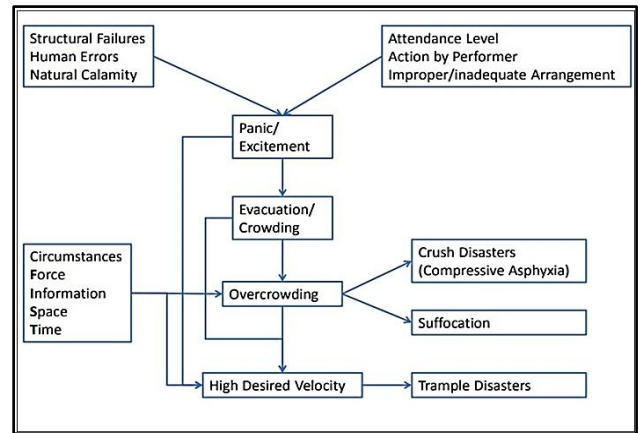 Structural Failures
Human Errors
Natural Calamity
Attendance Level
Action by Performer
Improper/inadequate Arrangement
Panic/
Excitement
Evacuation/
Crowding
Circumstances
Force
Information
Space
Time
Overcrowding
Crush Disasters
(Compressive Asphyxia)
Suffocation
High Desired Velocity
Trample Disasters